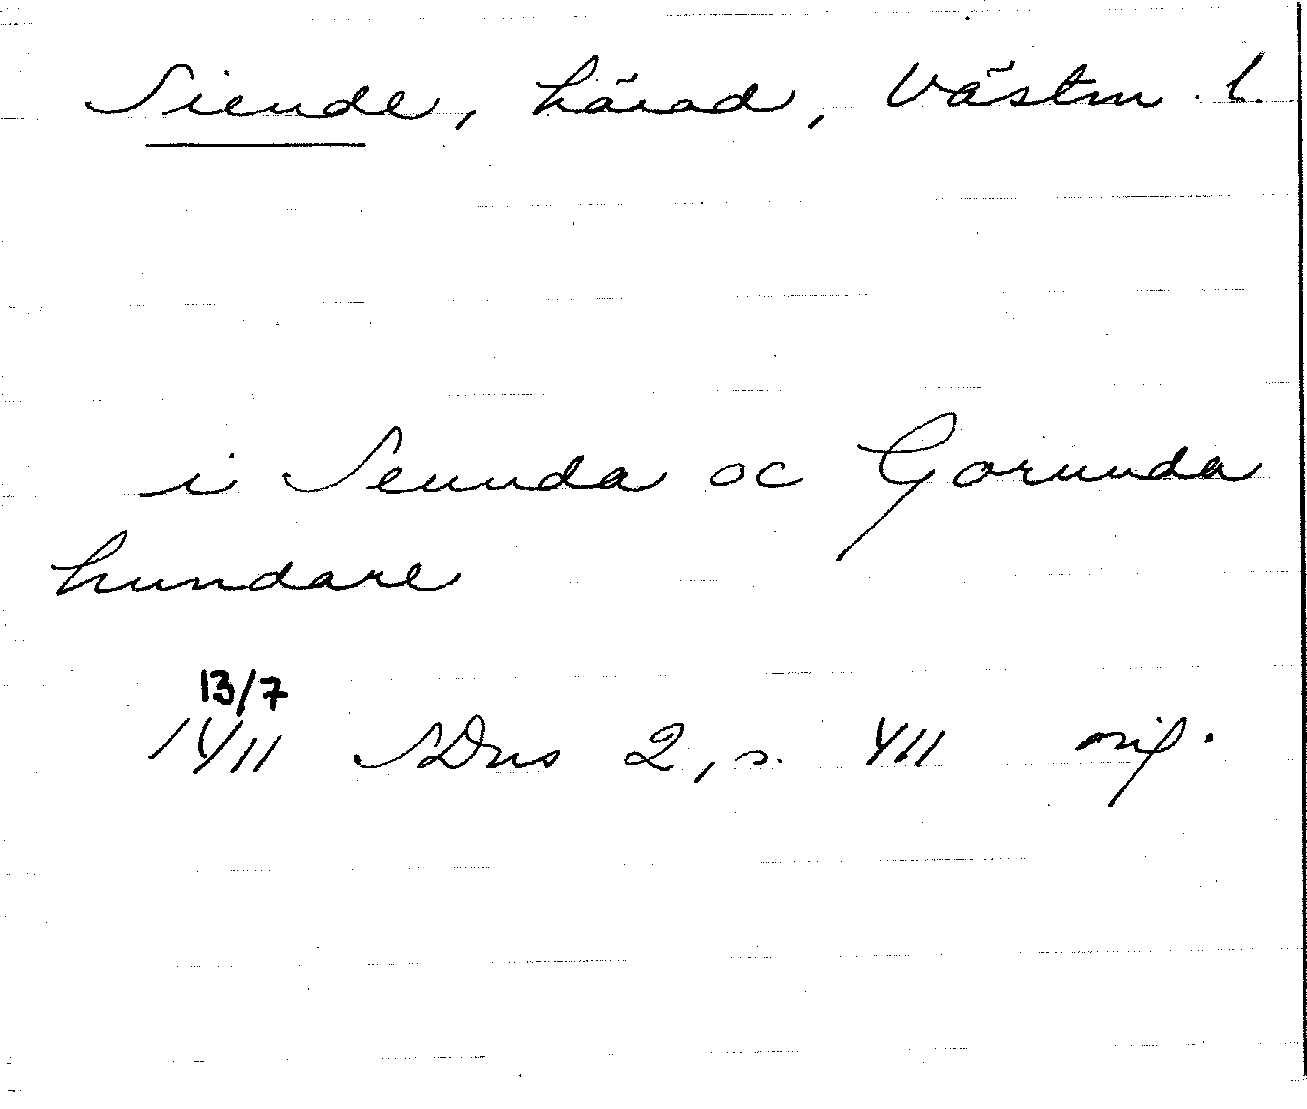 Siende, härad, Västm. l.
i Seunda oc Gorunda
hundare
13/7
1411 SDns 2, s. 411 orig.